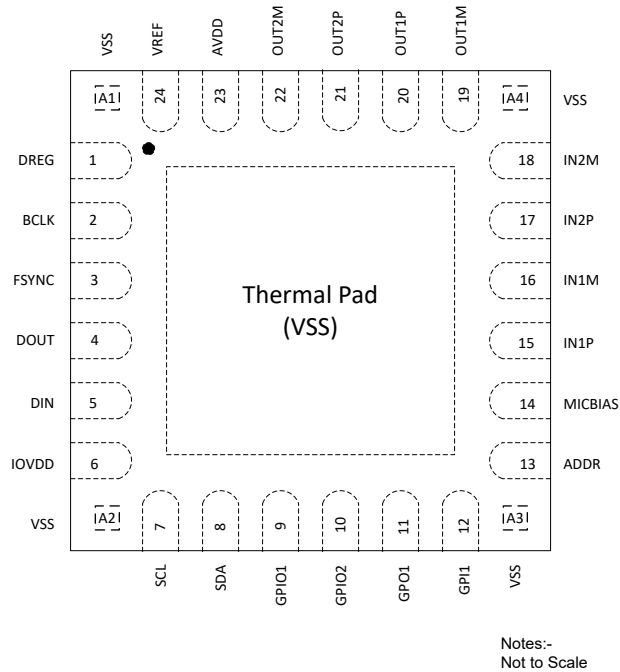 VSS
VREF
AVDD
OUT2M
OUT2P
OUT1P
OUT1M
A1
24
23
22
21
20
19
A4
VSS
DREG
1
18
IN2M
BCLK
2
17
IN2P
FSYNC
3
16
IN1M
Thermal Pad
(VSS)
DOUT
4
15
IN1P
DIN
5
14
MICBIAS
IOVDD
6
13
ADDR
VSS
A2
7
8
9
10
11
12
A3
SCL
SDA
GPIO1
GPIO2
GPO1
GPI1
VSS
Notes:-
Not to Scale